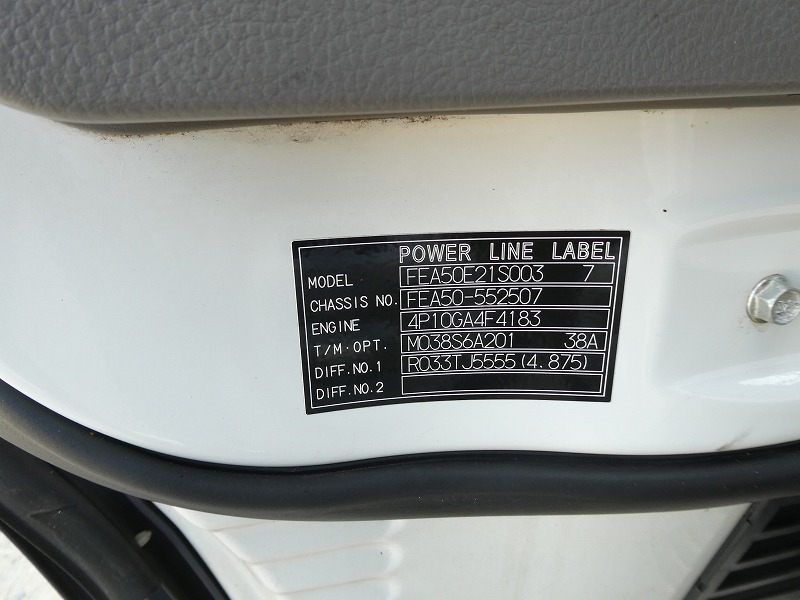 POWER LINE LABEL
MODEL FEA50E21S003 7
CHASSIS NO. FEA50-552507
ENGINE 4P10GA4F4183
T/M·OPT. M038S6A201 38A
DIFF.NO.1 R033TJ5555(4.875)
DIFF.NO.2